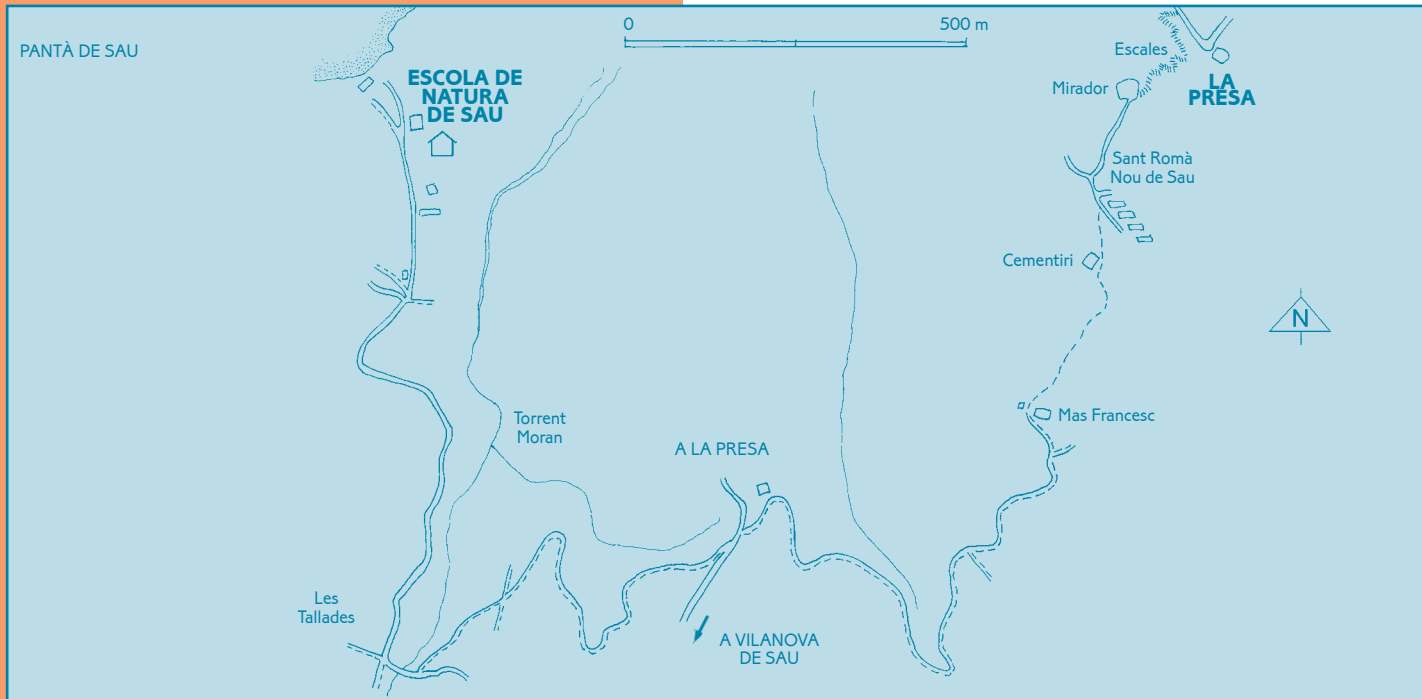 0
500 m
PANTÀ DE SAU
Escales
ESCOLA DE
NATURA
DE SAU
LA
PRESA
Mirador
Sant Romà
Nou de Sau
Cementiri
N
Torrent
Moran
Mas Francesc
A LA PRESA
Les
Tallades
A VILANOVA
DE SAU